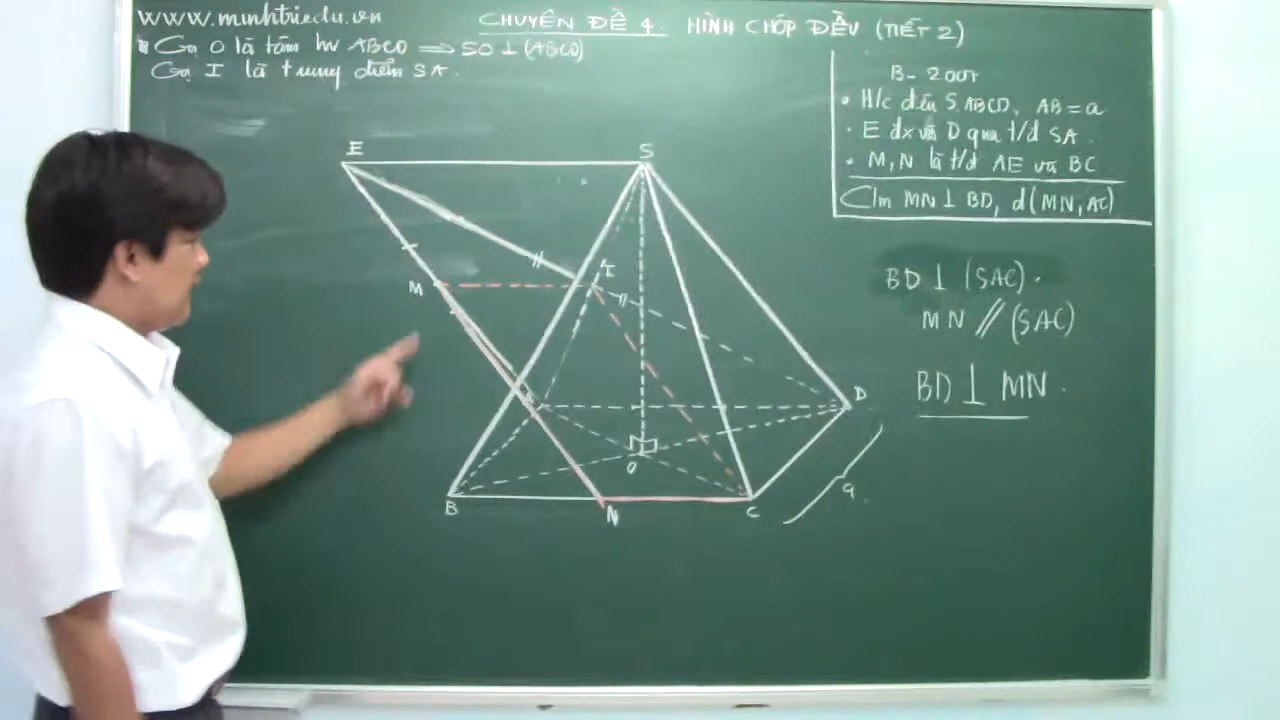 www.minhtriedu.vn
CHUYÊN ĐỀ 4. HÌNH CHÓP ĐỀU (TIẾT 2)
Gọi O là tâm hv ABCD ⟹ SO ⊥ (ABCD)
Gọi I là trung điểm SA.
B-2007
• H/c đều S.ABCD, AB = a
• E đx với D qua t/đ SA.
• M, N là t/đ AE và BC
C/m MN ⊥ BD, d(MN, AC)
E
S
I
M
D
O
B
N
C
a
BD ⊥ (SAC).
MN // (SAC)
BD ⊥ MN.